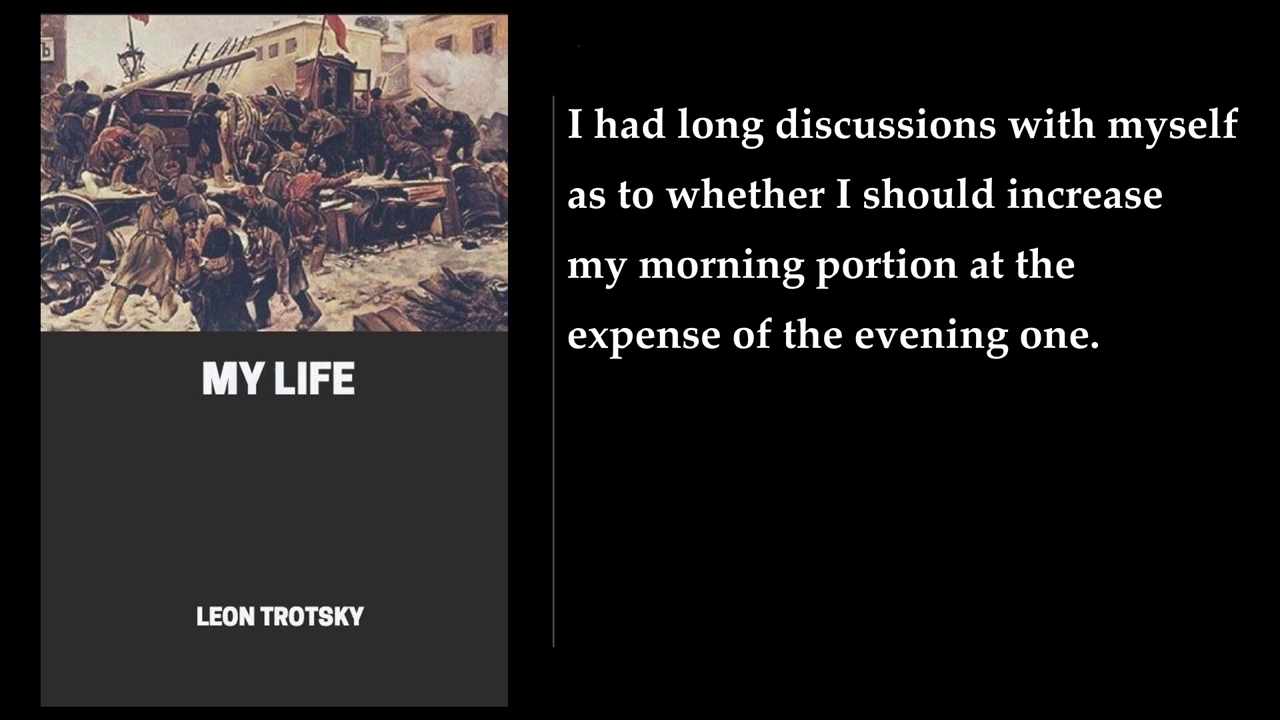 MY LIFE
LEON TROTSKY
I had long discussions with myself
as to whether I should increase
my morning portion at the
expense of the evening one.